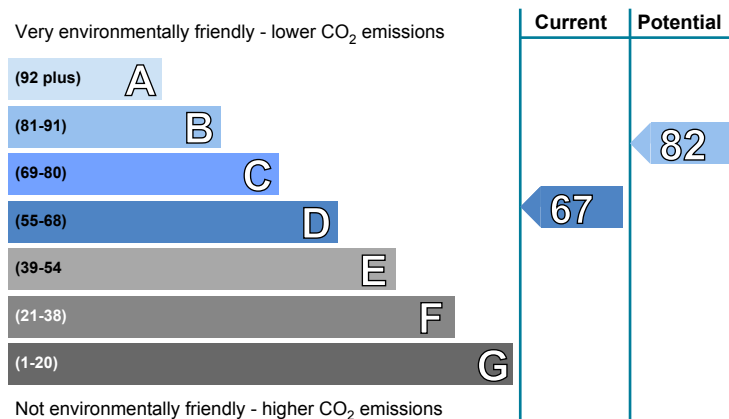 Current Potential
Very environmentally friendly - lower CO2 emissions
(92 plus) A
(81-91) B
82
(69-80) C
(55-68) D
67
(39-54 E
(21-38) F
(1-20) G
Not environmentally friendly - higher CO2 emissions